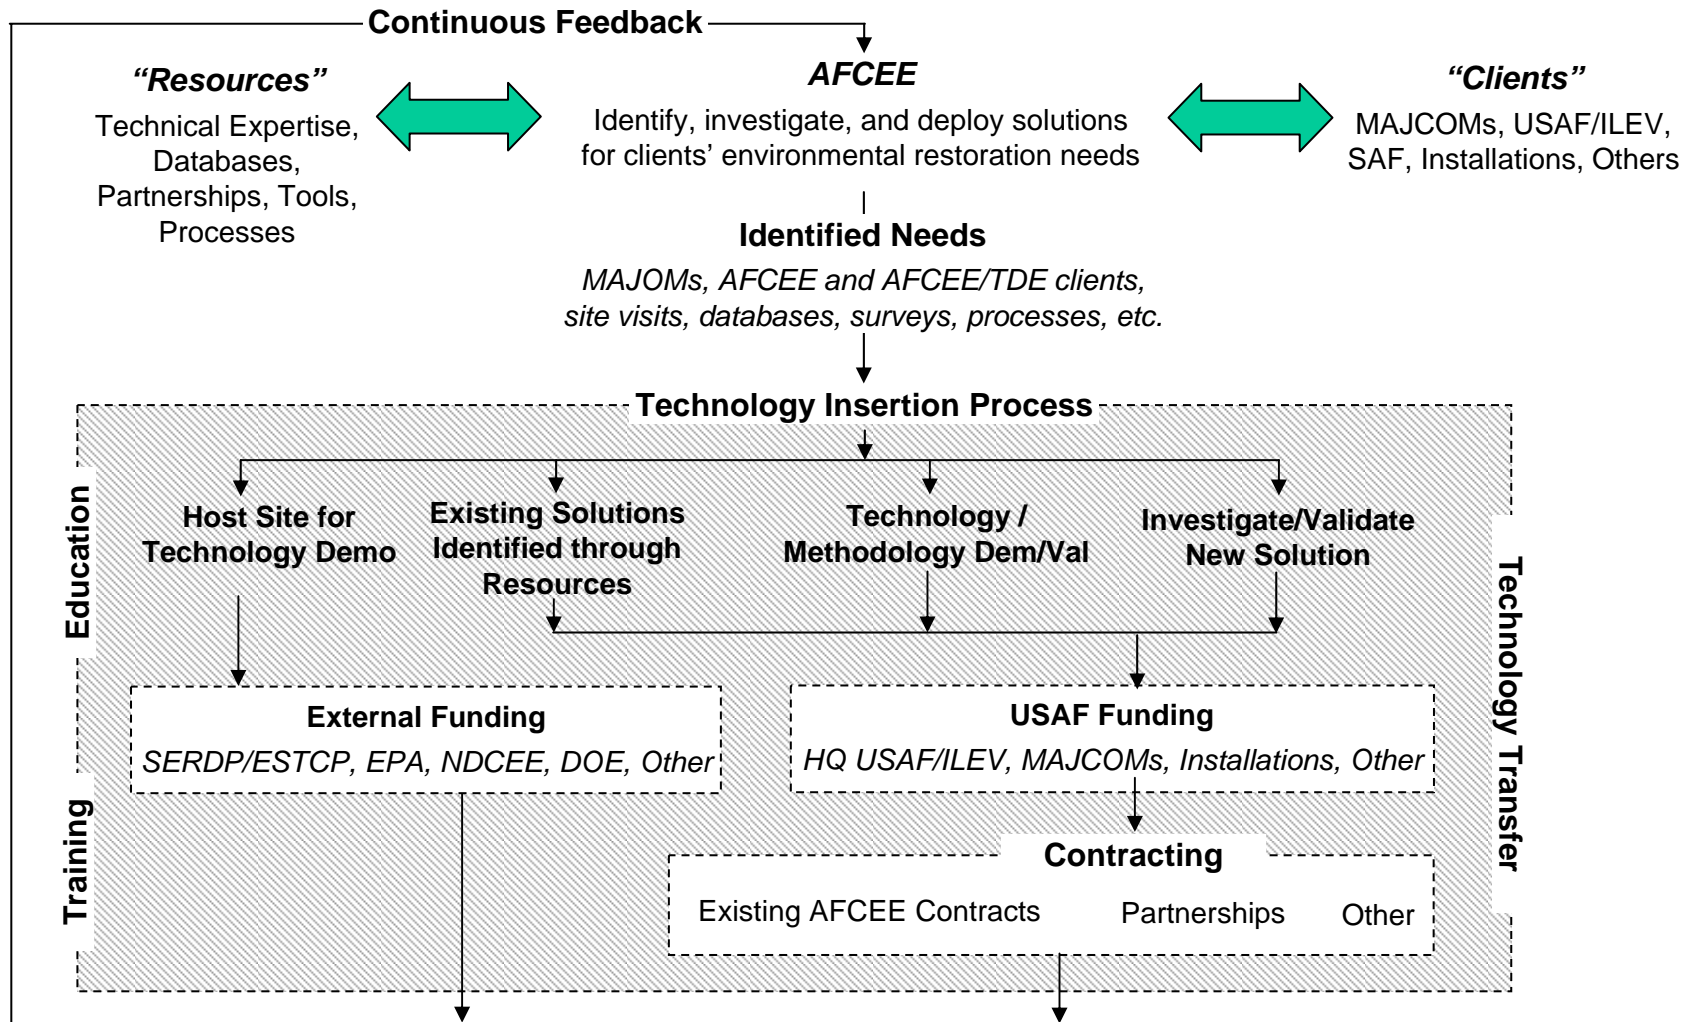 Continuous Feedback
“Resources”
Technical Expertise,
Databases,
Partnerships, Tools,
Processes
AFCEE
Identify, investigate, and deploy solutions
for clients’ environmental restoration needs
“Clients”
MAJCOMs, USAF/ILEV,
SAF, Installations, Others
Identified Needs
MAJOMs, AFCEE and AFCEE/TDE clients,
site visits, databases, surveys, processes, etc.
Technology Insertion Process
Education
Training
Host Site for
Technology Demo
Existing Solutions
Identified through
Resources
Technology /
Methodology Dem/Val
Investigate/Validate
New Solution
Technology Transfer
External Funding
SERDP/ESTCP, EPA, NDCEE, DOE, Other
USAF Funding
HQ USAF/ILEV, MAJCOMs, Installations, Other
Contracting
Existing AFCEE Contracts
Partnerships
Other